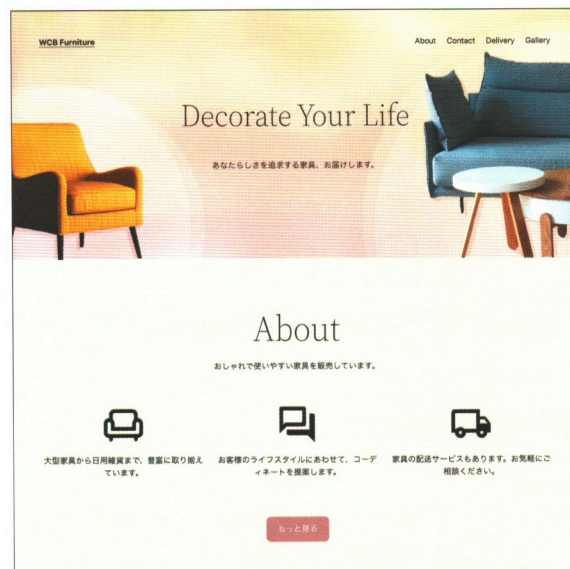 WCB Furniture
About Contact Delivery Gallery
Decorate Your Life
あなたらしさを追求する家具、お届けします。
About
おしゃれで使いやすい家具を販売しています。
大型家具から日用雑貨まで、豊富に取り揃え
ています。
お客様のライフスタイルにあわせて、コーデ
ィネートを提案します。
家具の配送サービスもあります。お気軽にご
相談ください。
もっと見る